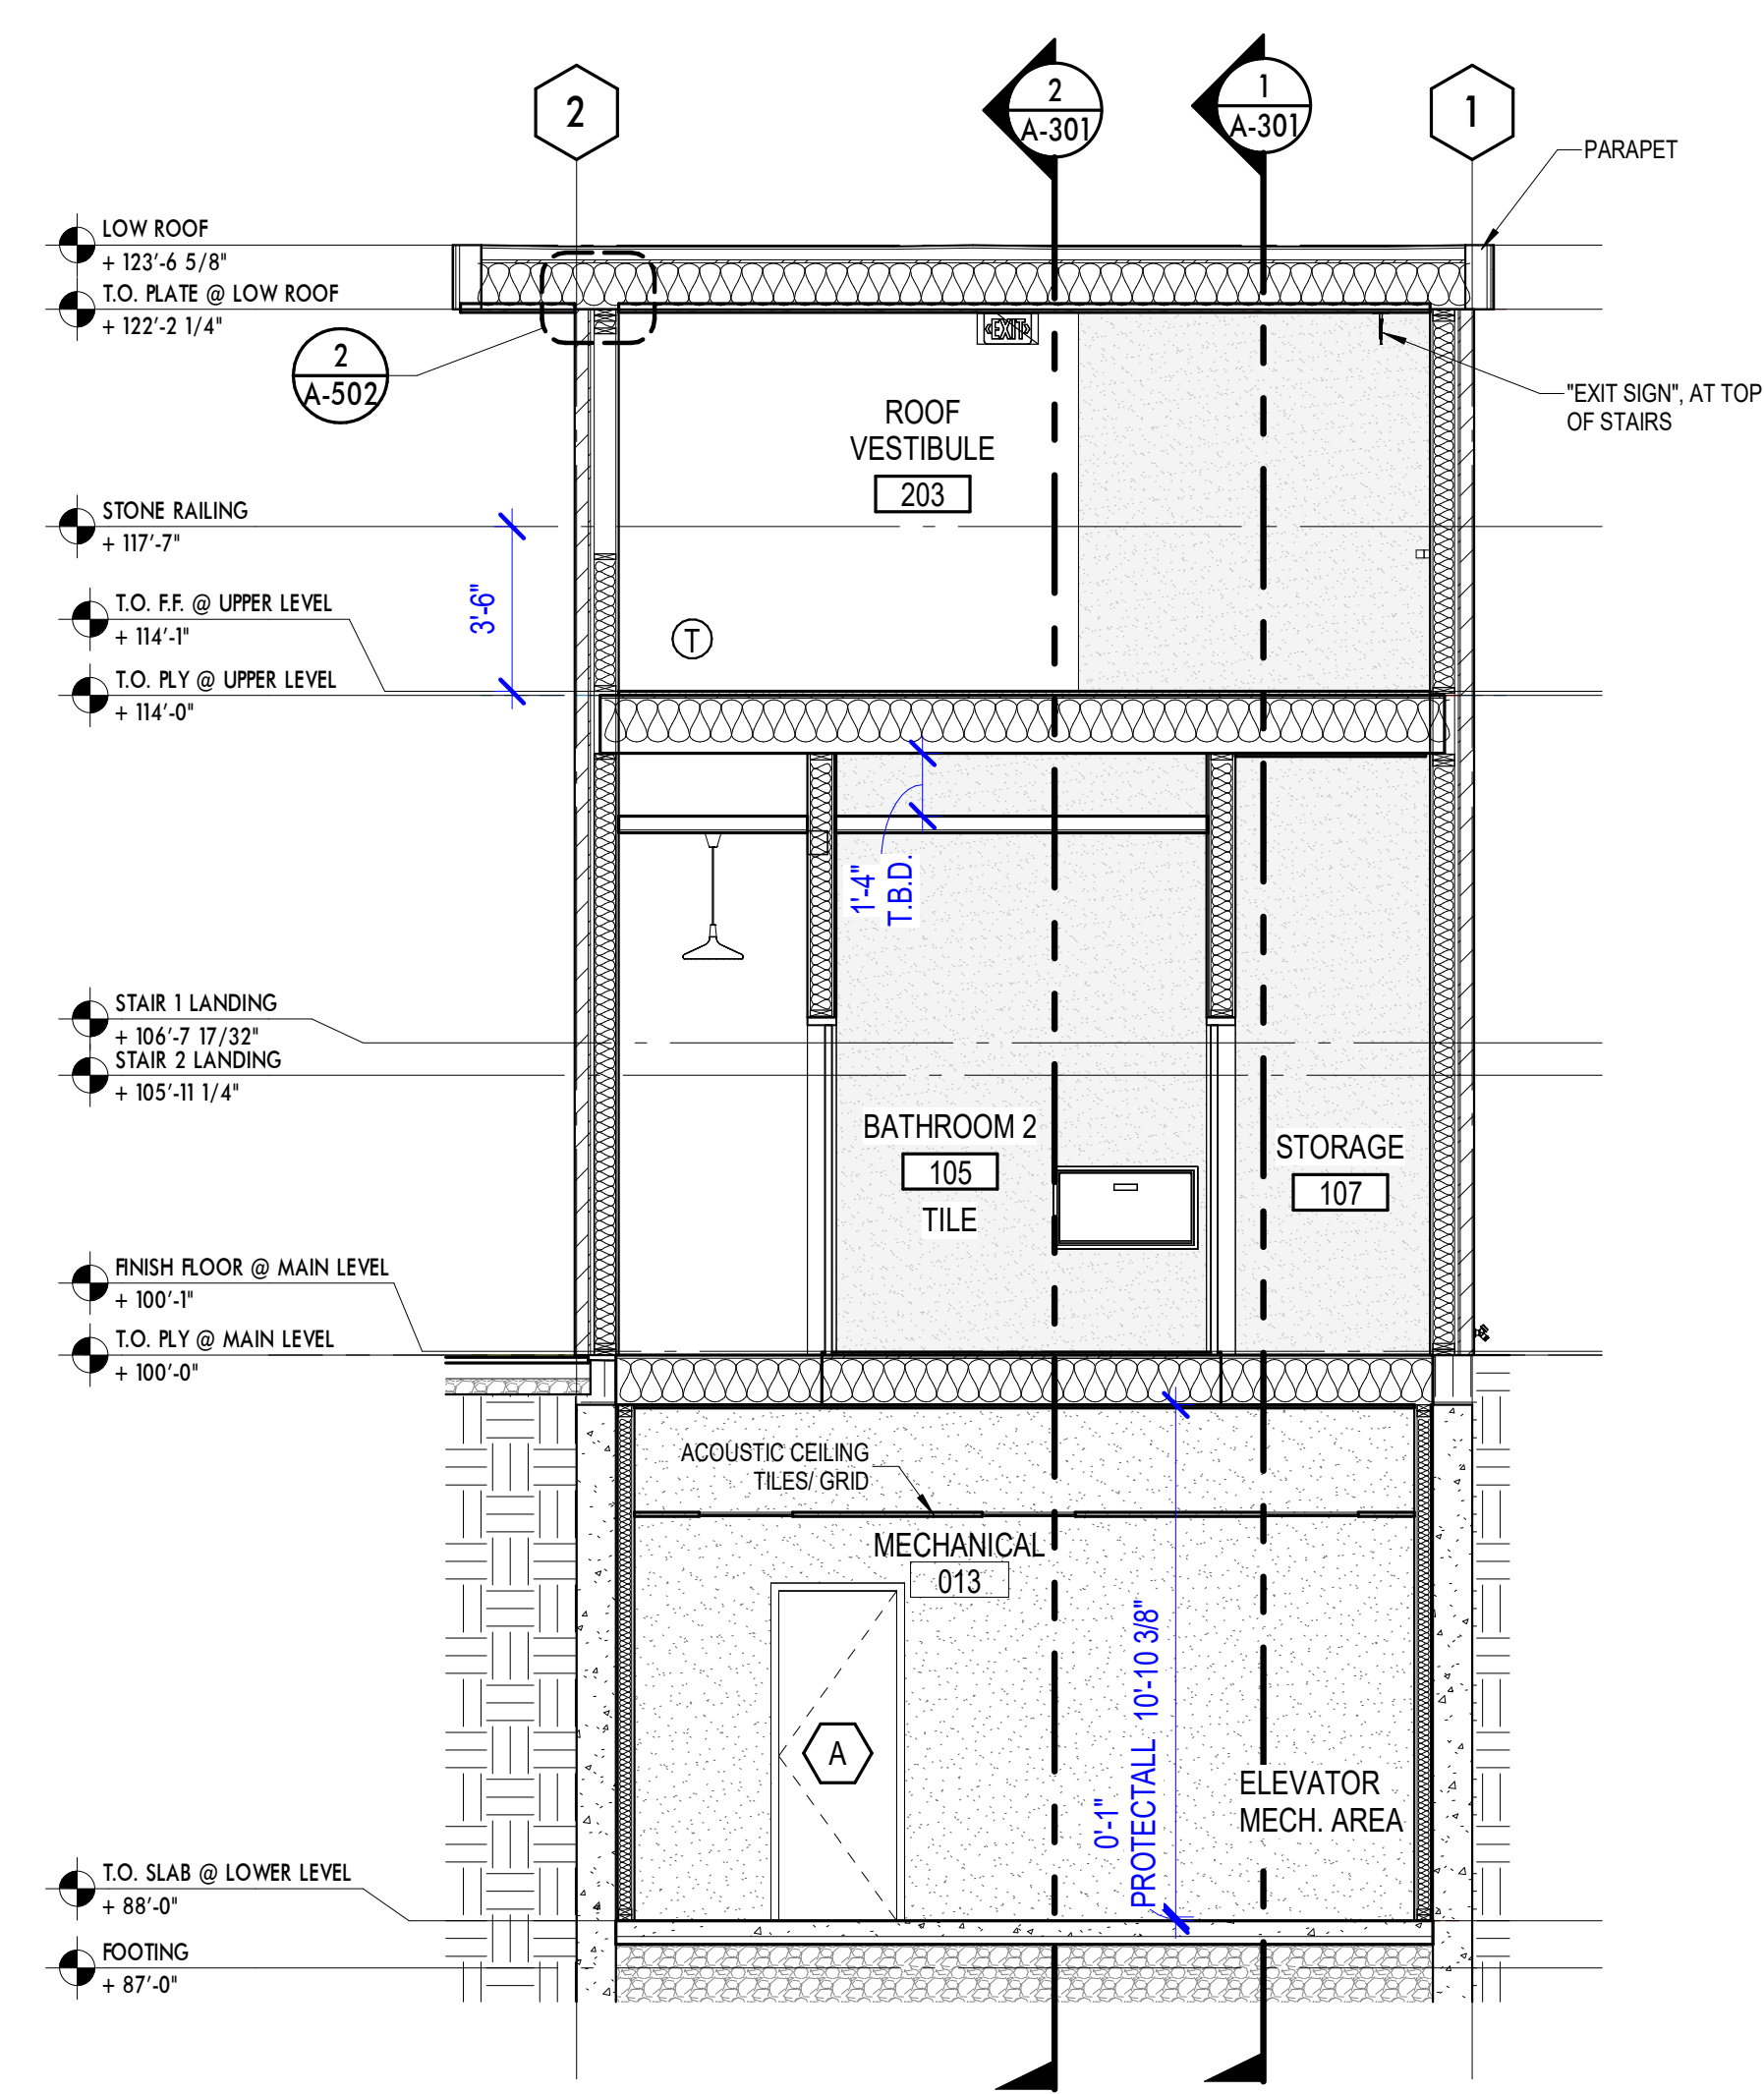 2
2
A-301
1
A-301
1
PARAPET
LOW ROOF
+ 123'-6 5/8"
T.O. PLATE @ LOW ROOF
+ 122'-2 1/4"
2
A-502
EXIT
"EXIT SIGN", AT TOP
OF STAIRS
ROOF
VESTIBULE
203
STONE RAILING
+ 117'-7"
3'-6"
T.O. F.F. @ UPPER LEVEL
+ 114'-1"
T
T.O. PLY @ UPPER LEVEL
+ 114'-0"
1'-4"
T.B.D.
STAIR 1 LANDING
+ 106'-7 17/32"
STAIR 2 LANDING
+ 105'-11 1/4"
BATHROOM 2
105
TILE
STORAGE
107
FINISH FLOOR @ MAIN LEVEL
+ 100'-1"
T.O. PLY @ MAIN LEVEL
+ 100'-0"
ACOUSTIC CEILING
TILES/ GRID
MECHANICAL
013
10'-10 3/8"
0'-1"
PROTECTALL
A
ELEVATOR
MECH. AREA
T.O. SLAB @ LOWER LEVEL
+ 88'-0"
FOOTING
+ 87'-0"